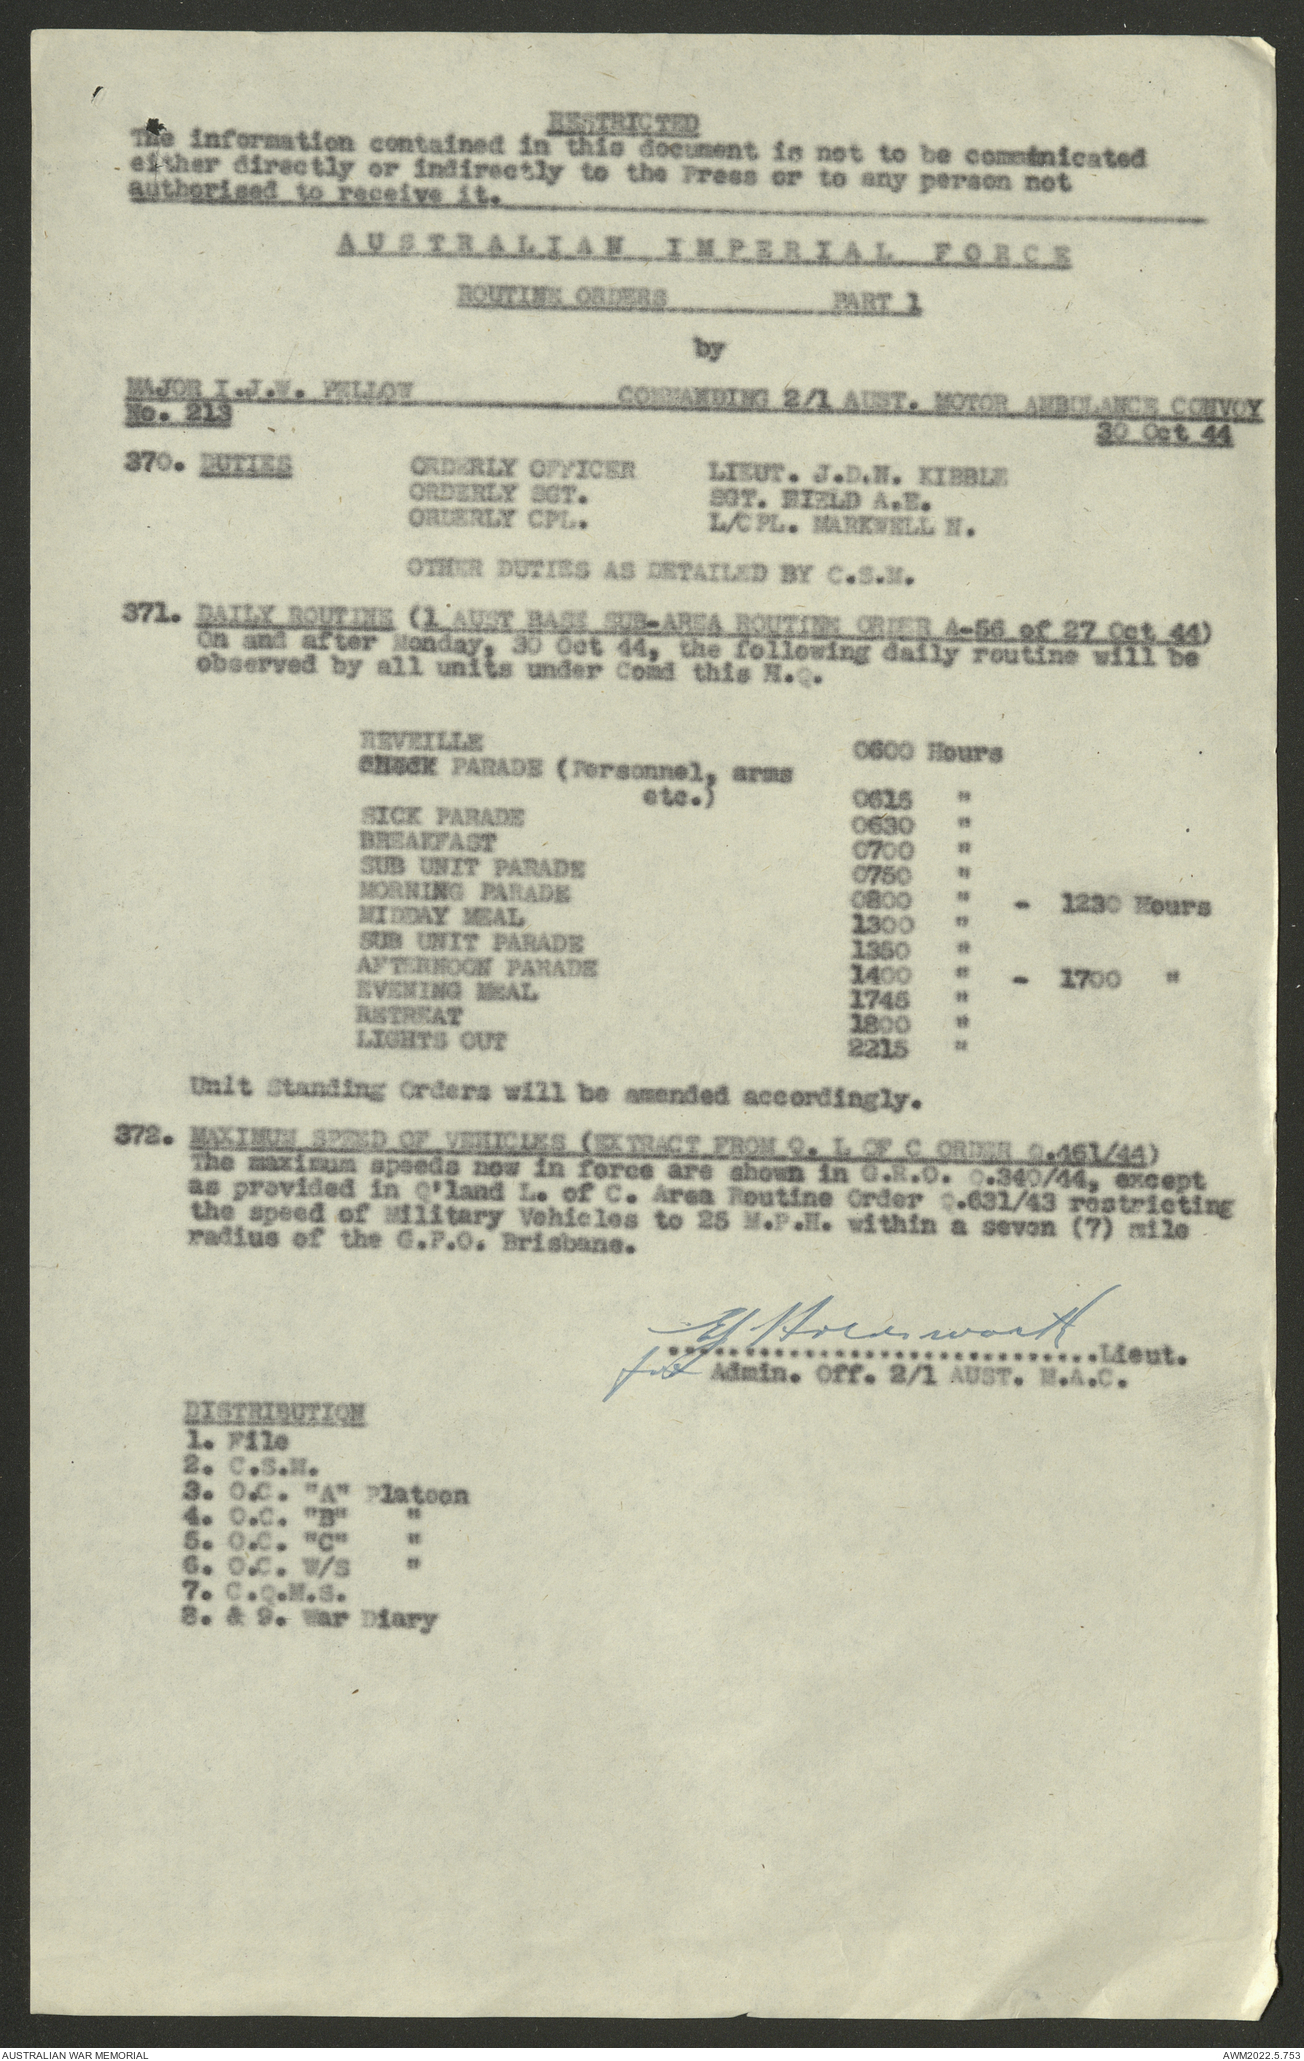 RESTRICTED
The information contained in this document is not to be communicated
either directly or indirectly to the Press or to any person not
authorised to receive it.
AUSTRALIAN IMPERIAL FORCE
ROUTINE ORDERS PART 1
by
MAJOR I.J.W. PELLOW COMMANDING 2/1 AUST. MOTOR AMBULANCE CONVOY
No. 213
30 Oct 44
370. DUTIES ORDERLY OFFICER LIEUT. J.D.N. KIBBLE
ORDERLY SGT. SGT. HIELD A.E.
ORDERLY CPL. L/CPL. MARKWELL N.
OTHER DUTIES AS DETAILED BY C.S.M.
371. DAILY ROUTINE (1 AUST BASE SUB-AREA ROUTINE ORDER A-56 of 27 Oct 44)
On and after Monday, 30 Oct 44, the following daily routine will be
observed by all units under Comd this H.Q.
REVEILLE 0600 Hours
CHECK PARADE (Personnel, arms
etc.) 0615 "
SICK PARADE 0630 "
BREAKFAST 0700 "
SUB UNIT PARADE 0750 "
MORNING PARADE 0800 " - 1230 Hours
MIDDAY MEAL 1300 "
SUB UNIT PARADE 1350 "
AFTERNOON PARADE 1400 " - 1700 "
EVENING MEAL 1745 "
RETREAT 1800 "
LIGHTS OUT 2215 "
Unit Standing Orders will be amended accordingly.
372. MAXIMUM SPEED OF VEHICLES (EXTRACT FROM Q. L OF C ORDER Q.461/44)
The maximum speeds now in force are shown in G.R.O. Q.340/44, except
as provided in Q'land L. of C. Area Routine Order Q.631/43 restricting
the speed of Military Vehicles to 25 M.P.H. within a seven (7) mile
radius of the G.P.O. Brisbane.
Holdsworth
..............................Lieut.
for Admin. Off. 2/1 AUST. M.A.C.
DISTRIBUTION
1. File
2. C.S.M.
3. O.C. "A" Platoon
4. O.C. "B" "
5. O.C. "C" "
6. O.C. W/S "
7. C.Q.M.S.
8. & 9. War Diary
AUSTRALIAN WAR MEMORIAL AWM2022.5.753